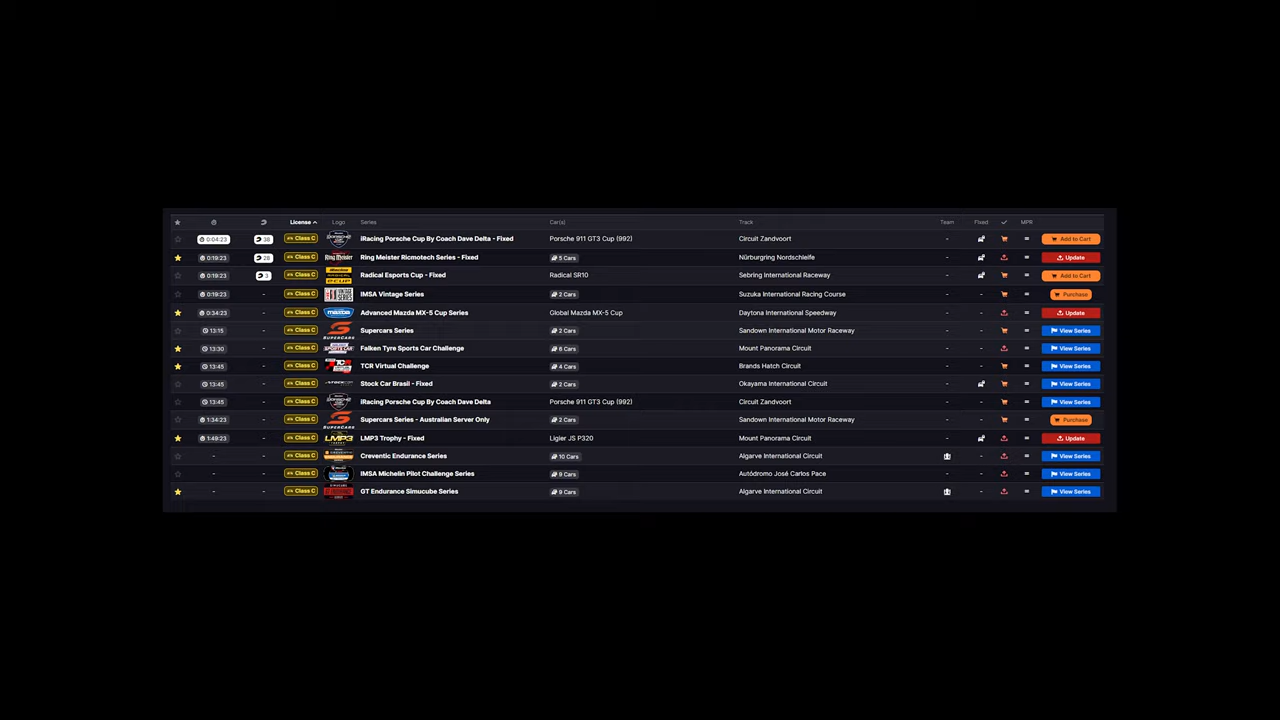 License Logo Series Car(s) Track Team Fixed MPR
0:04:23 38 Class C iRacing Porsche Cup By Coach Dave Delta - Fixed Porsche 911 GT3 Cup (992) Circuit Zandvoort - = Add to Cart
0:19:23 28 Class C Ring Meister Ricmotech Series - Fixed 5 Cars Nürburgring Nordschleife - = Update
0:19:23 3 Class C Radical Esports Cup - Fixed Radical SR10 Sebring International Raceway - = Add to Cart
0:19:23 - Class C IMSA Vintage Series 2 Cars Suzuka International Racing Course - - = Purchase
0:34:23 - Class C mazda Advanced Mazda MX-5 Cup Series Global Mazda MX-5 Cup Daytona International Speedway - - = Update
13:15 - Class C SUPERCARS Supercars Series 2 Cars Sandown International Motor Raceway - - = View Series
13:30 - Class C Falken Tyre Sports Car Challenge 6 Cars Mount Panorama Circuit - - = View Series
13:45 - Class C TCR TCR Virtual Challenge 4 Cars Brands Hatch Circuit - - = View Series
13:45 - Class C Stock Car Brasil - Fixed 2 Cars Okayama International Circuit - = View Series
13:45 - Class C iRacing Porsche Cup By Coach Dave Delta Porsche 911 GT3 Cup (992) Circuit Zandvoort - - = View Series
1:34:23 - Class C SUPERCARS Supercars Series - Australian Server Only 2 Cars Sandown International Motor Raceway - - = Purchase
1:49:23 - Class C LMP3 LMP3 Trophy - Fixed Ligier JS P320 Mount Panorama Circuit - = Update
- - Class C Creventic Endurance Series 10 Cars Algarve International Circuit - = View Series
- - Class C IMSA Michelin Pilot Challenge Series 9 Cars Autódromo José Carlos Pace - - = View Series
- - Class C GT Endurance Simucube Series 9 Cars Algarve International Circuit - = View Series